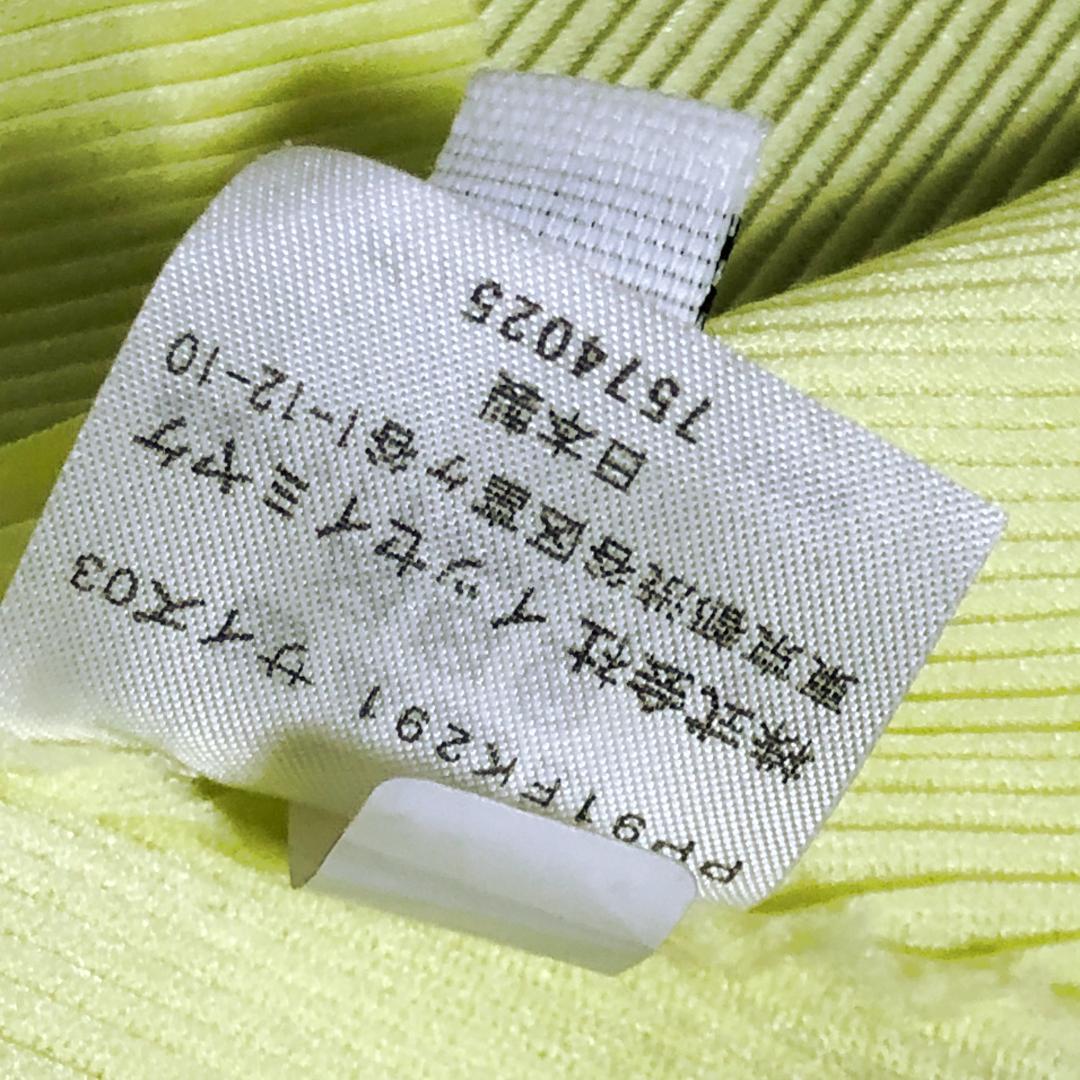 PP91FK291 サイズ03
株式会社イッセイミヤケ
東京都渋谷区富ヶ谷1-12-10
日本製
7574025